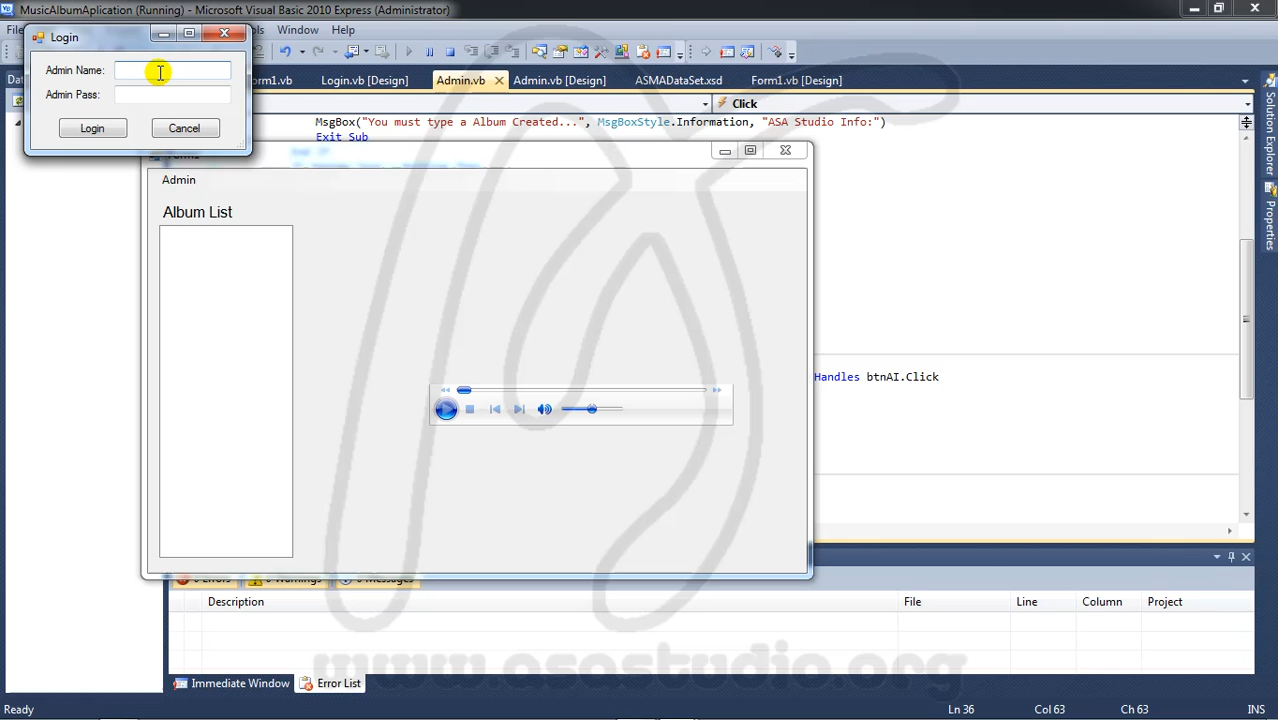 MusicAlbumAplication (Running) - Microsoft Visual Basic 2010 Express (Administrator)
Window Help
Login
Login.vb [Design] Admin.vb Admin.vb [Design] ASMADataSet.xsd Form1.vb [Design]
Admin Name:
Admin Pass:
Login Cancel
Click
MsgBox("You must type a Album Created...", MsgBoxStyle.Information, "ASA Studio Info:")
Exit Sub
Admin
Album List
Handles btnAI.Click
Solution Explorer
Properties
Description File Line Column Project
www.asastudio.org
Immediate Window Error List
Ready Ln 36 Col 63 Ch 63 INS